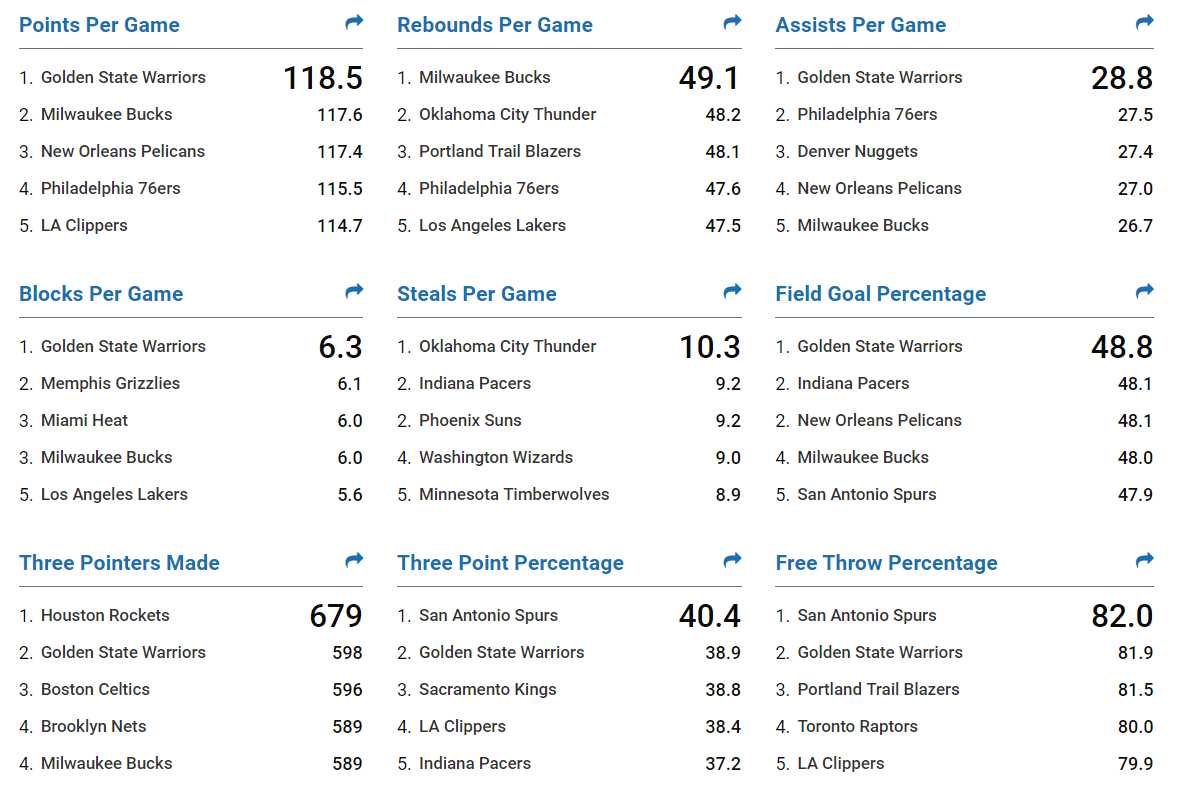 Points Per Game
1. Golden State Warriors 118.5
2. Milwaukee Bucks 117.6
3. New Orleans Pelicans 117.4
4. Philadelphia 76ers 115.5
5. LA Clippers 114.7
Rebounds Per Game
1. Milwaukee Bucks 49.1
2. Oklahoma City Thunder 48.2
3. Portland Trail Blazers 48.1
4. Philadelphia 76ers 47.6
5. Los Angeles Lakers 47.5
Assists Per Game
1. Golden State Warriors 28.8
2. Philadelphia 76ers 27.5
3. Denver Nuggets 27.4
4. New Orleans Pelicans 27.0
5. Milwaukee Bucks 26.7
Blocks Per Game
1. Golden State Warriors 6.3
2. Memphis Grizzlies 6.1
3. Miami Heat 6.0
3. Milwaukee Bucks 6.0
5. Los Angeles Lakers 5.6
Steals Per Game
1. Oklahoma City Thunder 10.3
2. Indiana Pacers 9.2
2. Phoenix Suns 9.2
4. Washington Wizards 9.0
5. Minnesota Timberwolves 8.9
Field Goal Percentage
1. Golden State Warriors 48.8
2. Indiana Pacers 48.1
2. New Orleans Pelicans 48.1
4. Milwaukee Bucks 48.0
5. San Antonio Spurs 47.9
Three Pointers Made
1. Houston Rockets 679
2. Golden State Warriors 598
3. Boston Celtics 596
4. Brooklyn Nets 589
4. Milwaukee Bucks 589
Three Point Percentage
1. San Antonio Spurs 40.4
2. Golden State Warriors 38.9
3. Sacramento Kings 38.8
4. LA Clippers 38.4
5. Indiana Pacers 37.2
Free Throw Percentage
1. San Antonio Spurs 82.0
2. Golden State Warriors 81.9
3. Portland Trail Blazers 81.5
4. Toronto Raptors 80.0
5. LA Clippers 79.9